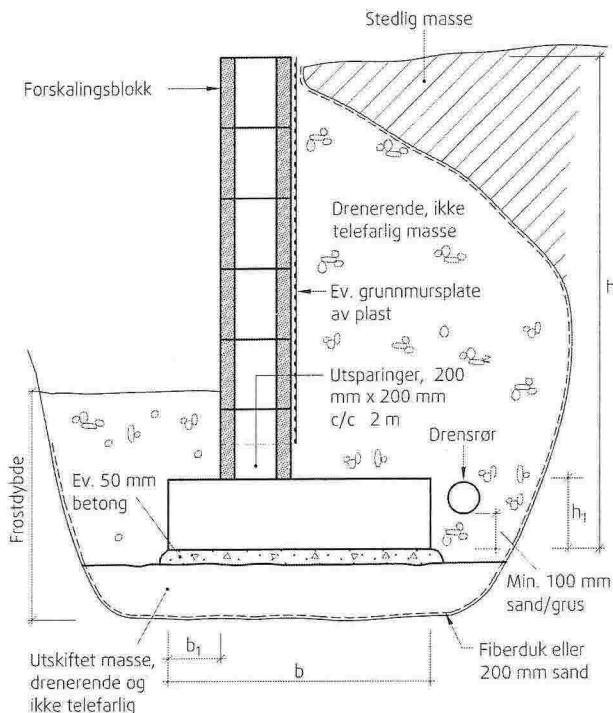 Stedlig masse
Forskalingsblokk
Drenerende, ikke
telefarlig masse
h
Ev. grunnmursplate
av plast
Utsparinger, 200
mm x 200 mm
c/c 2 m
Drensrør
Ev. 50 mm
betong
Frostdybde
h₁
Min. 100 mm
sand/grus
b₁
b
Utskiftet masse,
drenerende og
ikke telefarlig
Fiberduk eller
200 mm sand